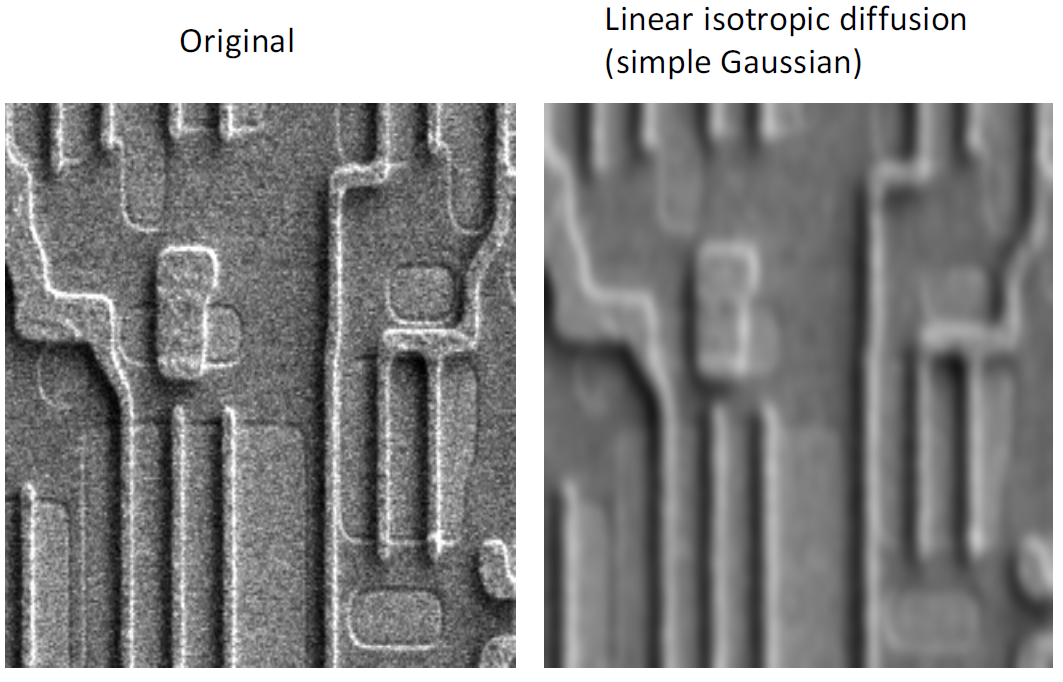 Original
Linear isotropic diffusion
(simple Gaussian)